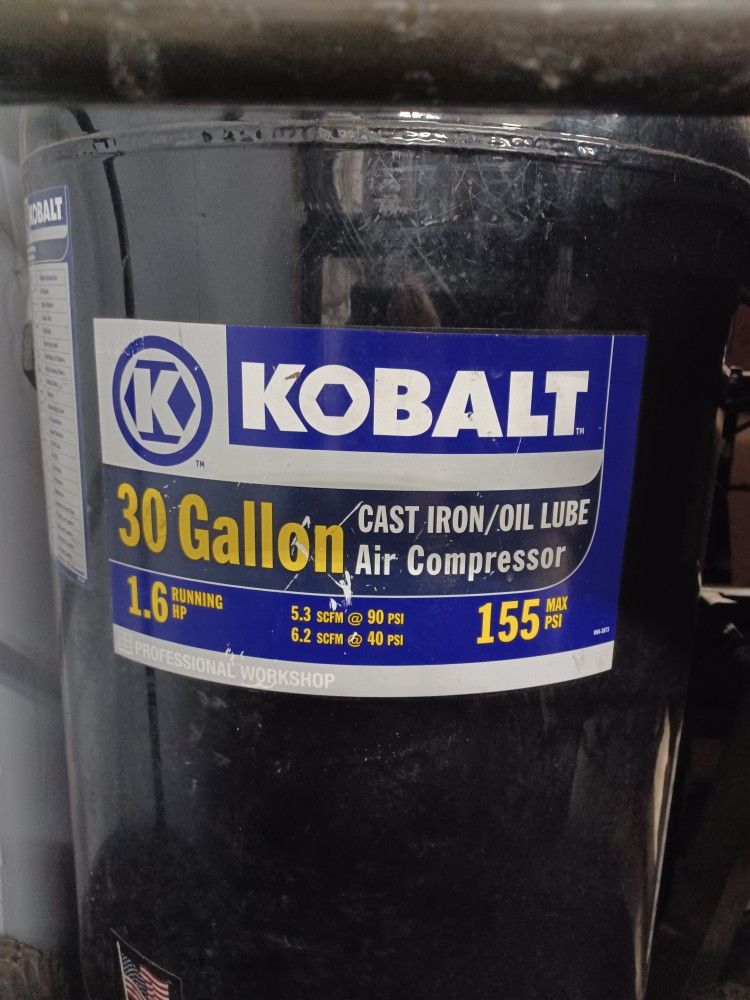 KOBALT
K
KOBALT™
™
30 Gallon
CAST IRON/OIL LUBE
Air Compressor
1.6 RUNNING HP
5.3 SCFM @ 90 PSI
6.2 SCFM @ 40 PSI
155 MAX PSI
PROFESSIONAL WORKSHOP